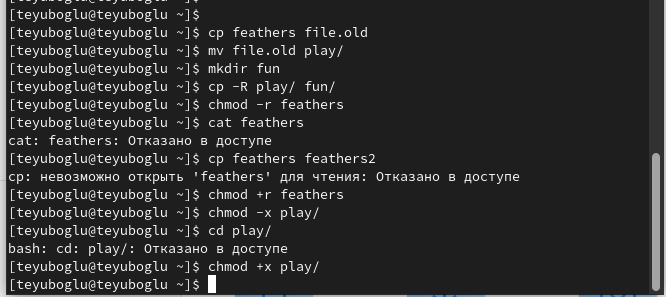 [teyuboglu@teyuboglu ~]$
[teyuboglu@teyuboglu ~]$ cp feathers file.old
[teyuboglu@teyuboglu ~]$ mv file.old play/
[teyuboglu@teyuboglu ~]$ mkdir fun
[teyuboglu@teyuboglu ~]$ cp -R play/ fun/
[teyuboglu@teyuboglu ~]$ chmod -r feathers
[teyuboglu@teyuboglu ~]$ cat feathers
cat: feathers: Отказано в доступе
[teyuboglu@teyuboglu ~]$ cp feathers feathers2
cp: невозможно открыть 'feathers' для чтения: Отказано в доступе
[teyuboglu@teyuboglu ~]$ chmod +r feathers
[teyuboglu@teyuboglu ~]$ chmod -x play/
[teyuboglu@teyuboglu ~]$ cd play/
bash: cd: play/: Отказано в доступе
[teyuboglu@teyuboglu ~]$ chmod +x play/
[teyuboglu@teyuboglu ~]$